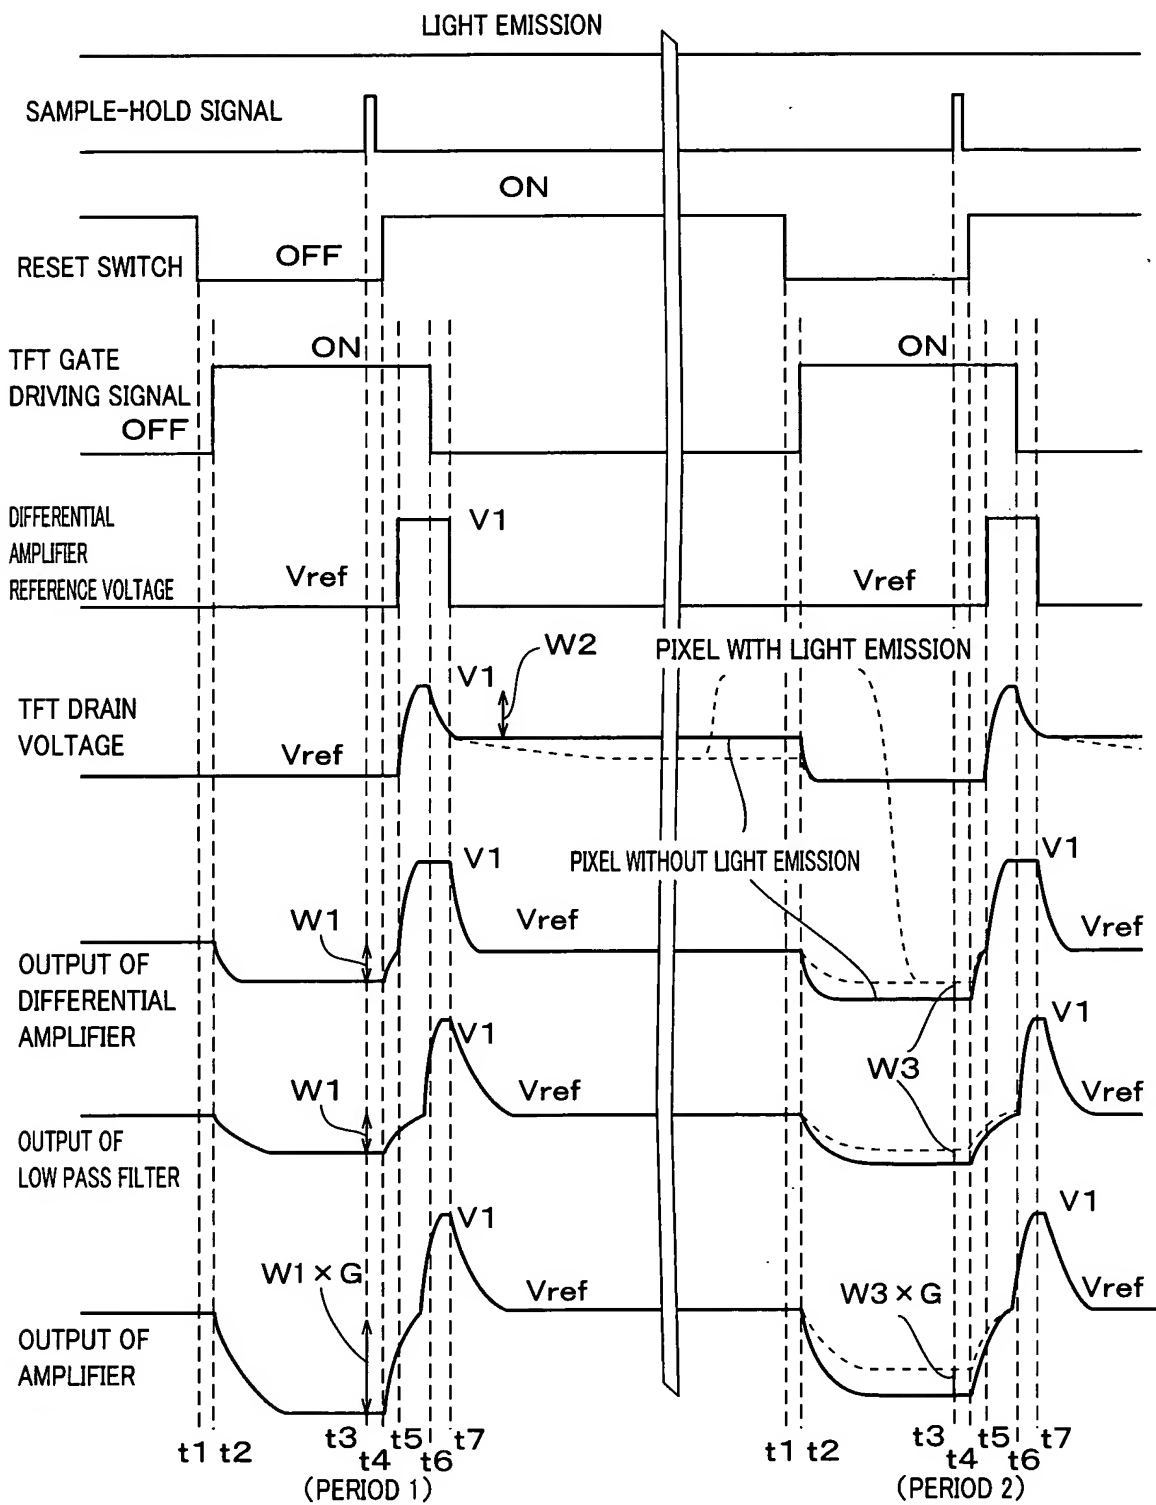 LIGHT EMISSION
SAMPLE-HOLD SIGNAL
ON
RESET SWITCH
OFF
TFT GATE
DRIVING SIGNAL
ON
OFF
ON
DIFFERENTIAL
AMPLIFIER
REFERENCE VOLTAGE
Vref
V1
Vref
W2
PIXEL WITH LIGHT EMISSION
TFT DRAIN
VOLTAGE
V1
Vref
PIXEL WITHOUT LIGHT EMISSION
V1
V1
W1
Vref
Vref
OUTPUT OF
DIFFERENTIAL
AMPLIFIER
V1
V1
W3
W1
Vref
Vref
OUTPUT OF
LOW PASS FILTER
V1
V1
W1×G
Vref
W3×G
Vref
OUTPUT OF
AMPLIFIER
t1 t2 t3 t4 t5 t6 t7
t1 t2 t3 t4 t5 t6 t7
(PERIOD 1)
(PERIOD 2)